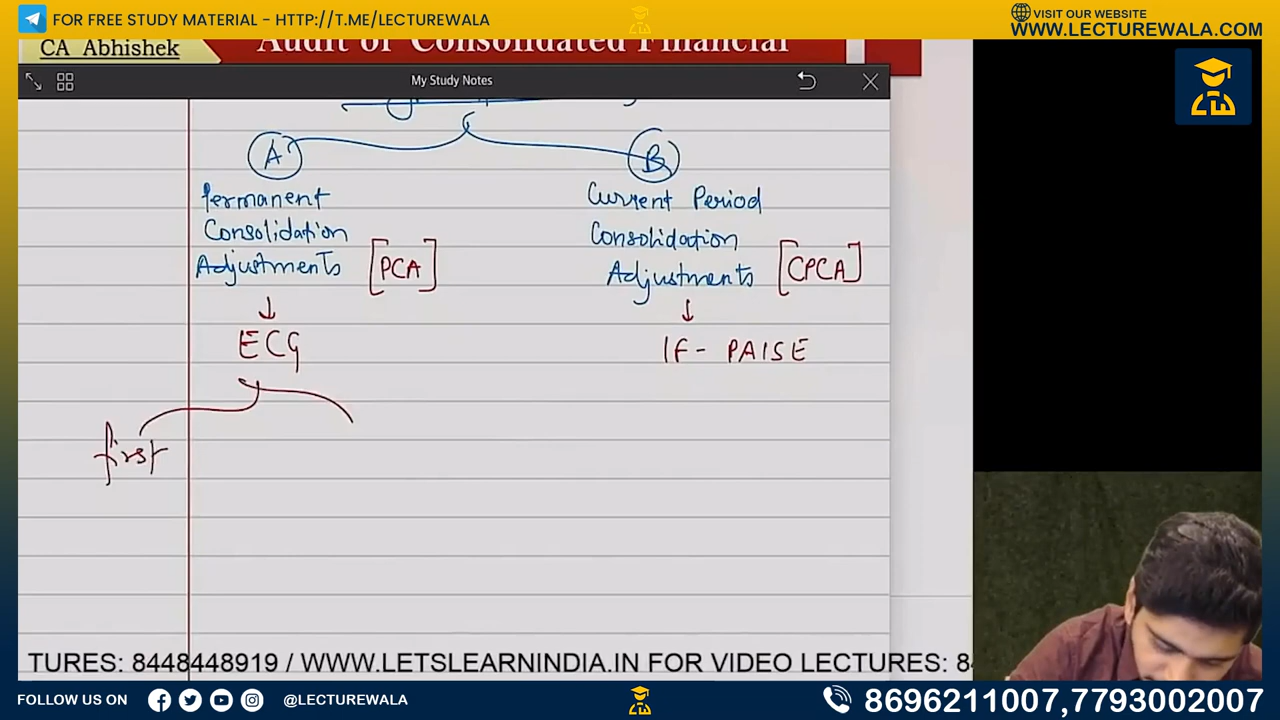 FOR FREE STUDY MATERIAL - HTTP://T.ME/LECTUREWALA
VISIT OUR WEBSITE
WWW.LECTUREWALA.COM
CA Abhishek
Audit of Consolidated Financial
My Study Notes
A
B
Permanent
Consolidation
Adjustments [PCA]
Current Period
Consolidation
Adjustments [CPCA]
↓
ECG
↓
IF- PAISE
first
TURES: 8448448919 / WWW.LETSLEARNINDIA.IN FOR VIDEO LECTURES: 84
FOLLOW US ON
@LECTUREWALA
8696211007,7793002007